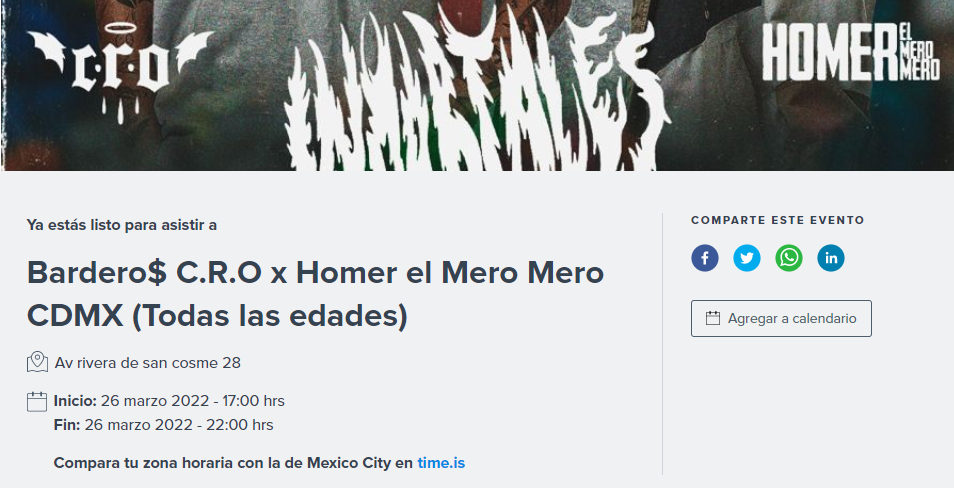 c.r.o
INMORTALES
HOMER EL
MERO
MERO
Ya estás listo para asistir a
Bardero$ C.R.O x Homer el Mero Mero
CDMX (Todas las edades)
Av rivera de san cosme 28
Inicio: 26 marzo 2022 - 17:00 hrs
Fin: 26 marzo 2022 - 22:00 hrs
Compara tu zona horaria con la de Mexico City en time.is
COMPARTE ESTE EVENTO
Agregar a calendario